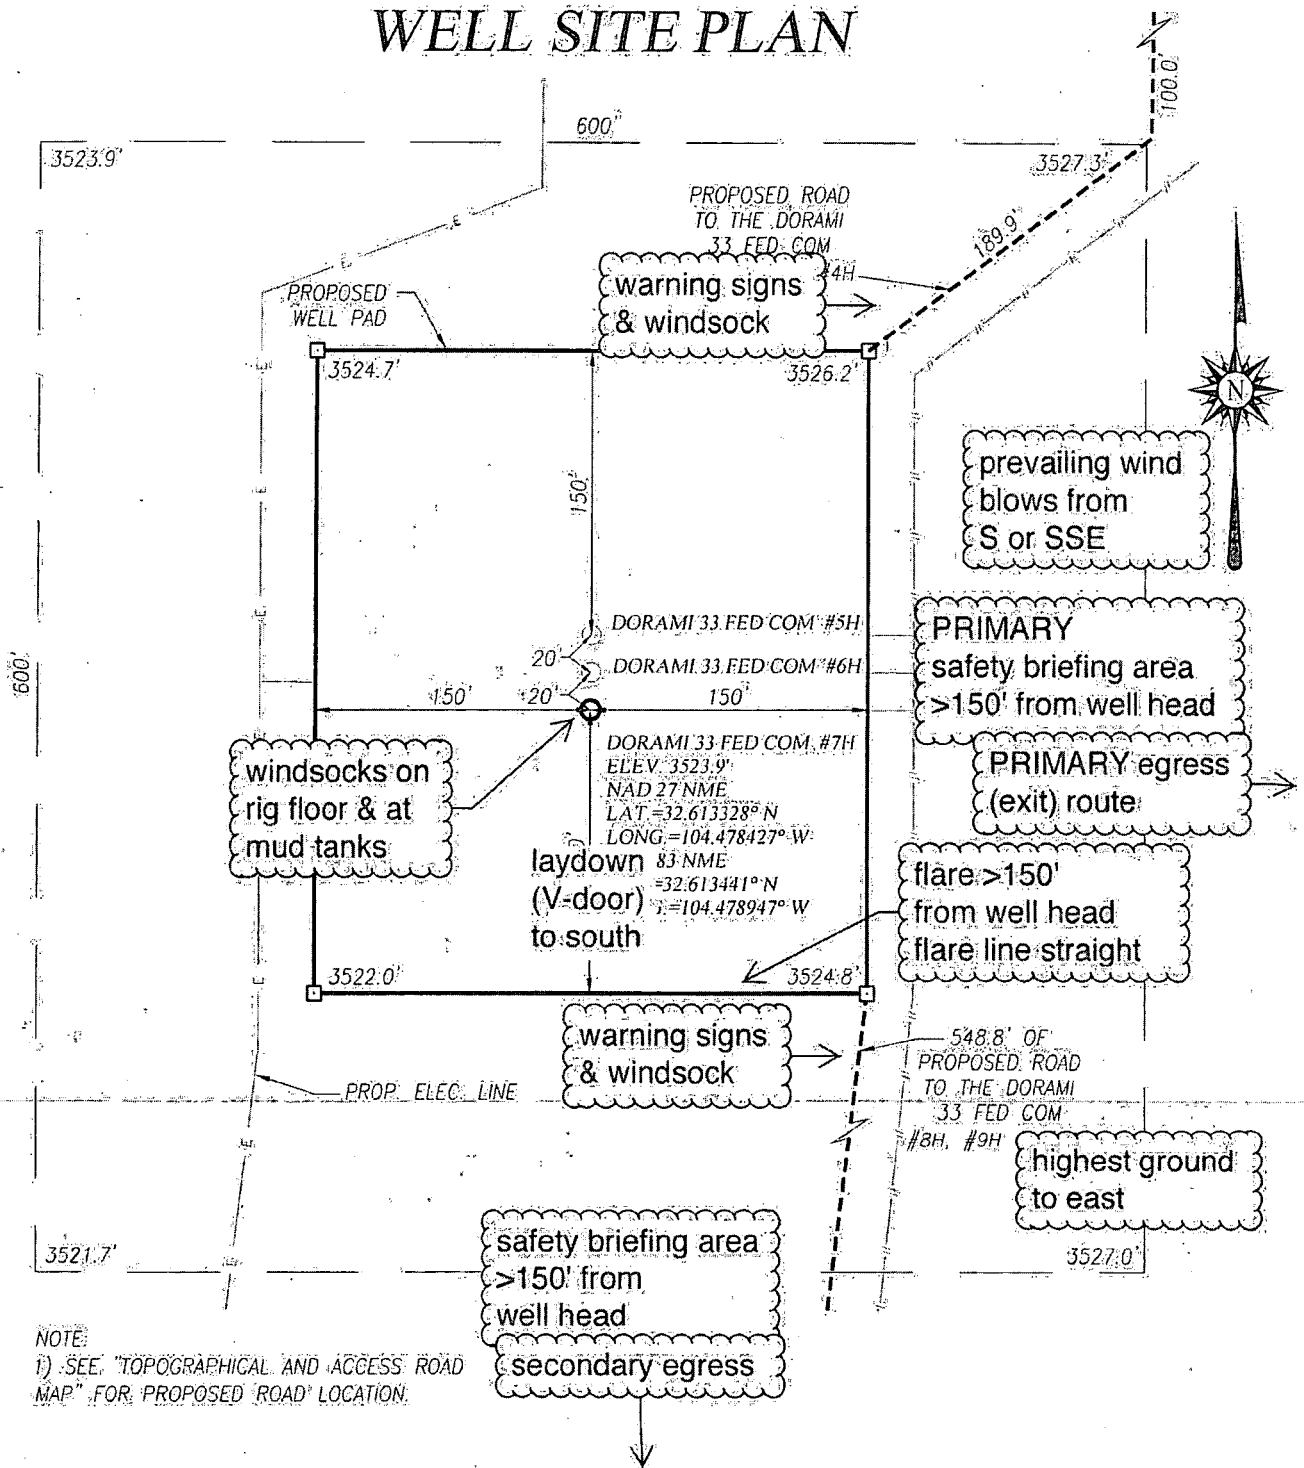 WELL SITE PLAN
100.0'
600'
3523.9'
3527.3'
PROPOSED ROAD
TO THE DORAMI
33 FED COM
#4H
189.9'
warning signs
& windsock
PROPOSED
WELL PAD
3524.7'
3526.2'
N
prevailing wind
blows from
S or SSE
150'
E
E
E
E
E
E
E
E
E
DORAMI 33 FED COM #5H
20'
DORAMI 33 FED COM #6H
20'
150'
150'
600'
PRIMARY
safety briefing area
>150' from well head
PRIMARY egress
(exit) route
windsocks on
rig floor & at
mud tanks
DORAMI 33 FED COM #7H
ELEV. 3523.9'
NAD 27 NME
LAT.=32.613328° N
LONG.=104.478427° W
83 NME
=32.613441° N
=104.478947° W
laydown
(V-door)
to south
flare >150'
from well head
flare line straight
3522.0'
3524.8'
warning signs
& windsock
548.8' OF
PROPOSED ROAD
TO THE DORAMI
33 FED COM
#8H, #9H
PROP. ELEC. LINE
highest ground
to east
3521.7'
3527.0'
safety briefing area
>150' from
well head
secondary egress
NOTE:
1) SEE "TOPOGRAPHICAL AND ACCESS ROAD
MAP" FOR PROPOSED ROAD LOCATION.